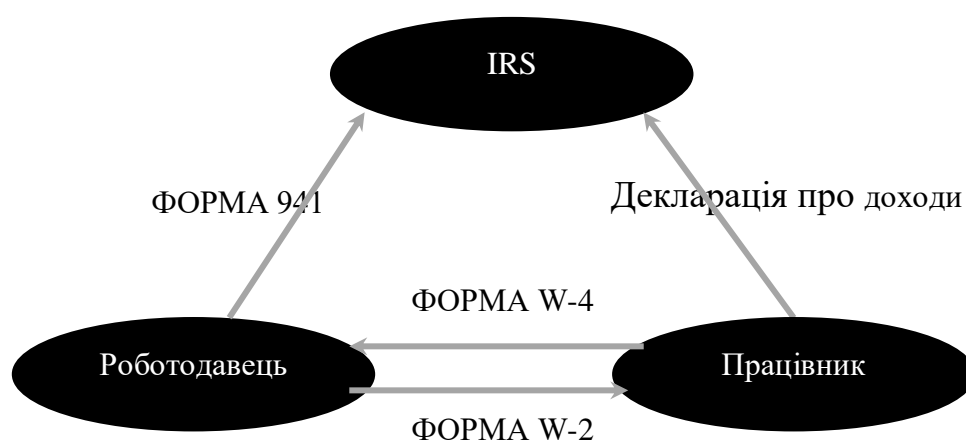 IRS
ФОРМА 941
Декларація про доходи
ФОРМА W-4
Роботодавець
Працівник
ФОРМА W-2